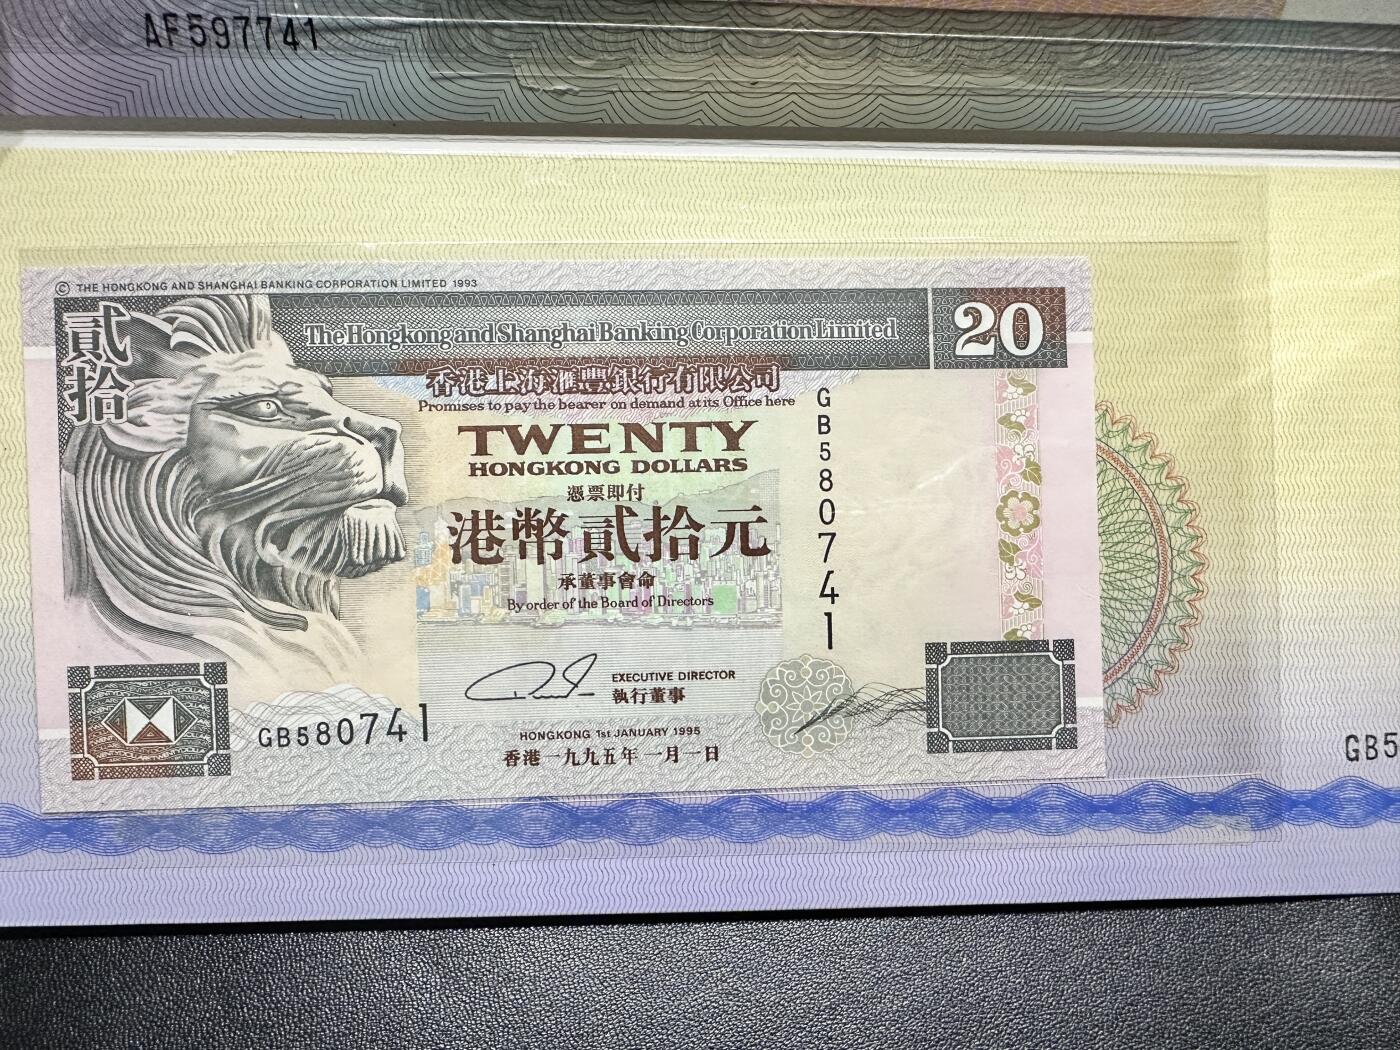 AF597741
© THE HONGKONG AND SHANGHAI BANKING CORPORATION LIMITED 1993
貳拾
The Hongkong and Shanghai Banking Corporation Limited
20
香港上海滙豐銀行有限公司
Promises to pay the bearer on demand at its Office here
GB580741
TWENTY
HONGKONG DOLLARS
憑票即付
港幣貳拾元
承董事會命
By order of the Board of Directors
EXECUTIVE DIRECTOR
執行董事
GB580741
HONGKONG 1st JANUARY 1995
香港一九九五年一月一日
GB5